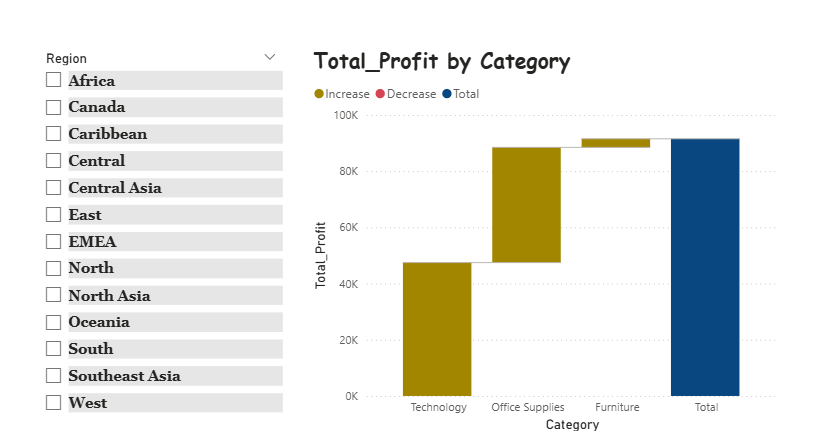 Region
Africa
Canada
Caribbean
Central
Central Asia
East
EMEA
North
North Asia
Oceania
South
Southeast Asia
West
Total_Profit by Category
Increase Decrease Total
100K
80K
60K
40K
20K
0K
Total_Profit
Technology Office Supplies Furniture Total
Category